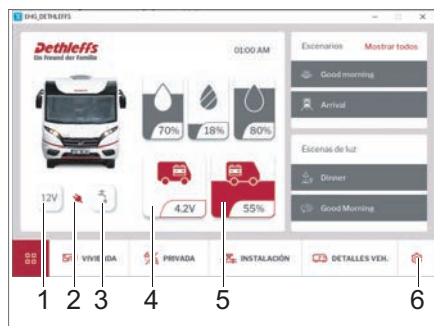 EHG_DETHLEFFS
Dethleffs
Ein Freund der Familie
01:00 AM
Escenarios Mostrar todos
Good morning
Arrival
70% 18% 80%
Escenas de luz
Dinner
Good Morning
12V
4.2V 55%
VIVIENDA PRIVADA INSTALACIÓN DETALLES VEH.
1 2 3 4 5 6